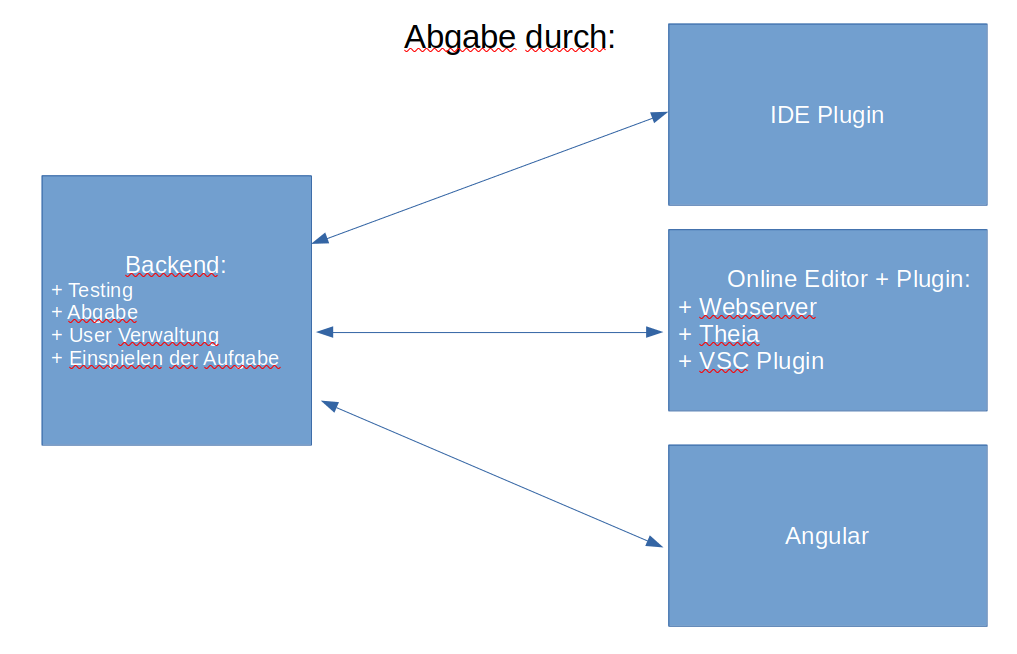 Abgabe durch:
IDE Plugin
Backend:
+ Testing
+ Abgabe
+ User Verwaltung
+ Einspielen der Aufgabe
Online Editor + Plugin:
+ Webserver
+ Theia
+ VSC Plugin
Angular